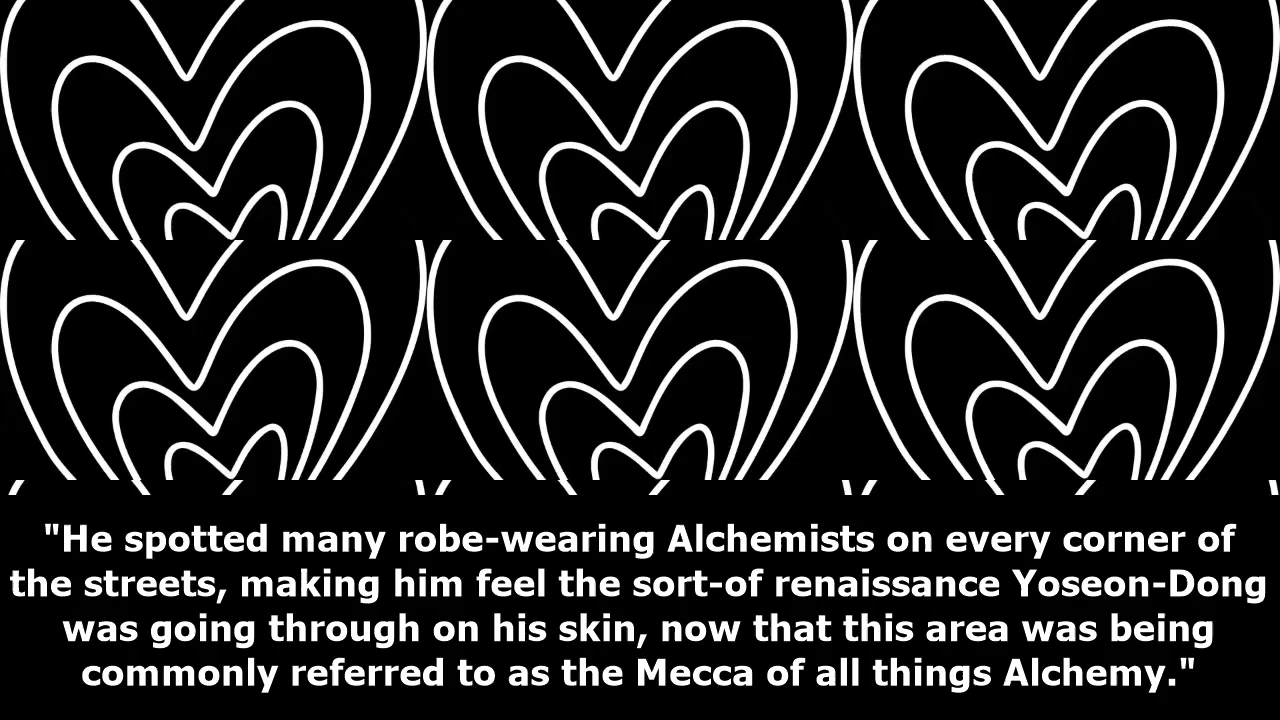 "He spotted many robe-wearing Alchemists on every corner of
the streets, making him feel the sort-of renaissance Yoseon-Dong
was going through on his skin, now that this area was being
commonly referred to as the Mecca of all things Alchemy."